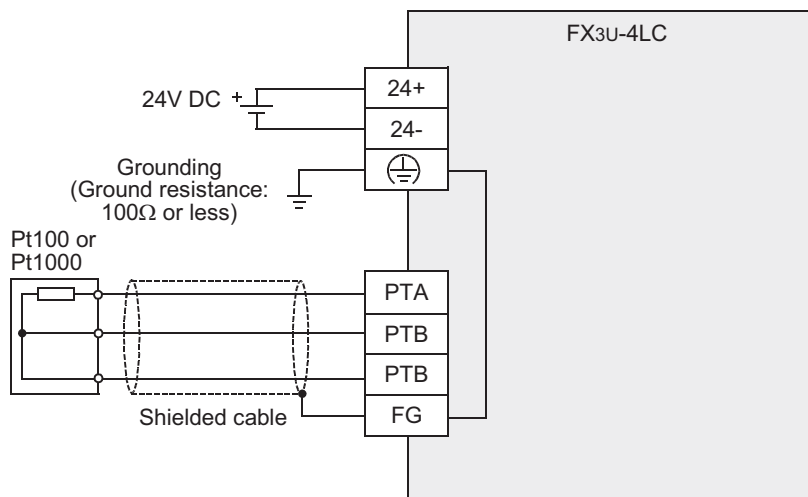 FX3U-4LC
24+
24V DC
+
24-
Grounding
(Ground resistance:
100Ω or less)
Pt100 or
Pt1000
PTA
PTB
PTB
Shielded cable
FG